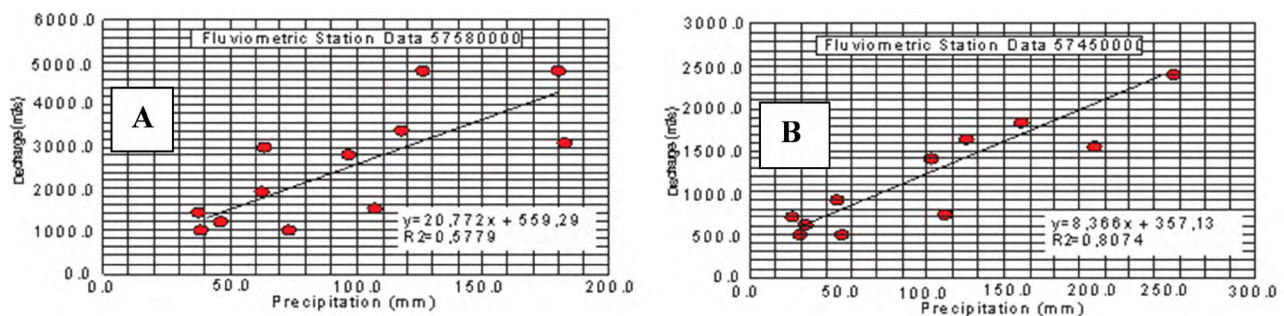 6000.0
5000.0
4000.0
3000.0
2000.0
1000.0
0.0
Discharge (m3/s)
Fluviometric Station Data 57580000
A
y=20,772x + 559,29
R2=0,5779
0.0 50.0 100.0 150.0 200.0
Precipitation (mm)
3000.0
2500.0
2000.0
1500.0
1000.0
500.0
0.0
Discharge (m3/s)
Fluviometric Station Data 57450000
B
y=8,366x + 357,13
R2=0,8074
0.0 50.0 100.0 150.0 200.0 300.0
Precipitation (mm)